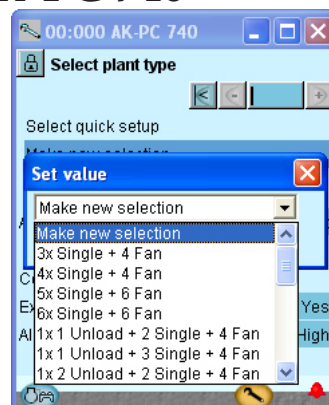 00:000 AK-PC 740
Select plant type
Select quick setup
Set value
Make new selection
Make new selection
3x Single + 4 Fan
4x Single + 4 Fan
5x Single + 6 Fan
6x Single + 6 Fan
Yes
1x 1 Unload + 2 Single + 4 Fan
High
1x 1 Unload + 3 Single + 4 Fan
1x 2 Unload + 2 Single + 4 Fan